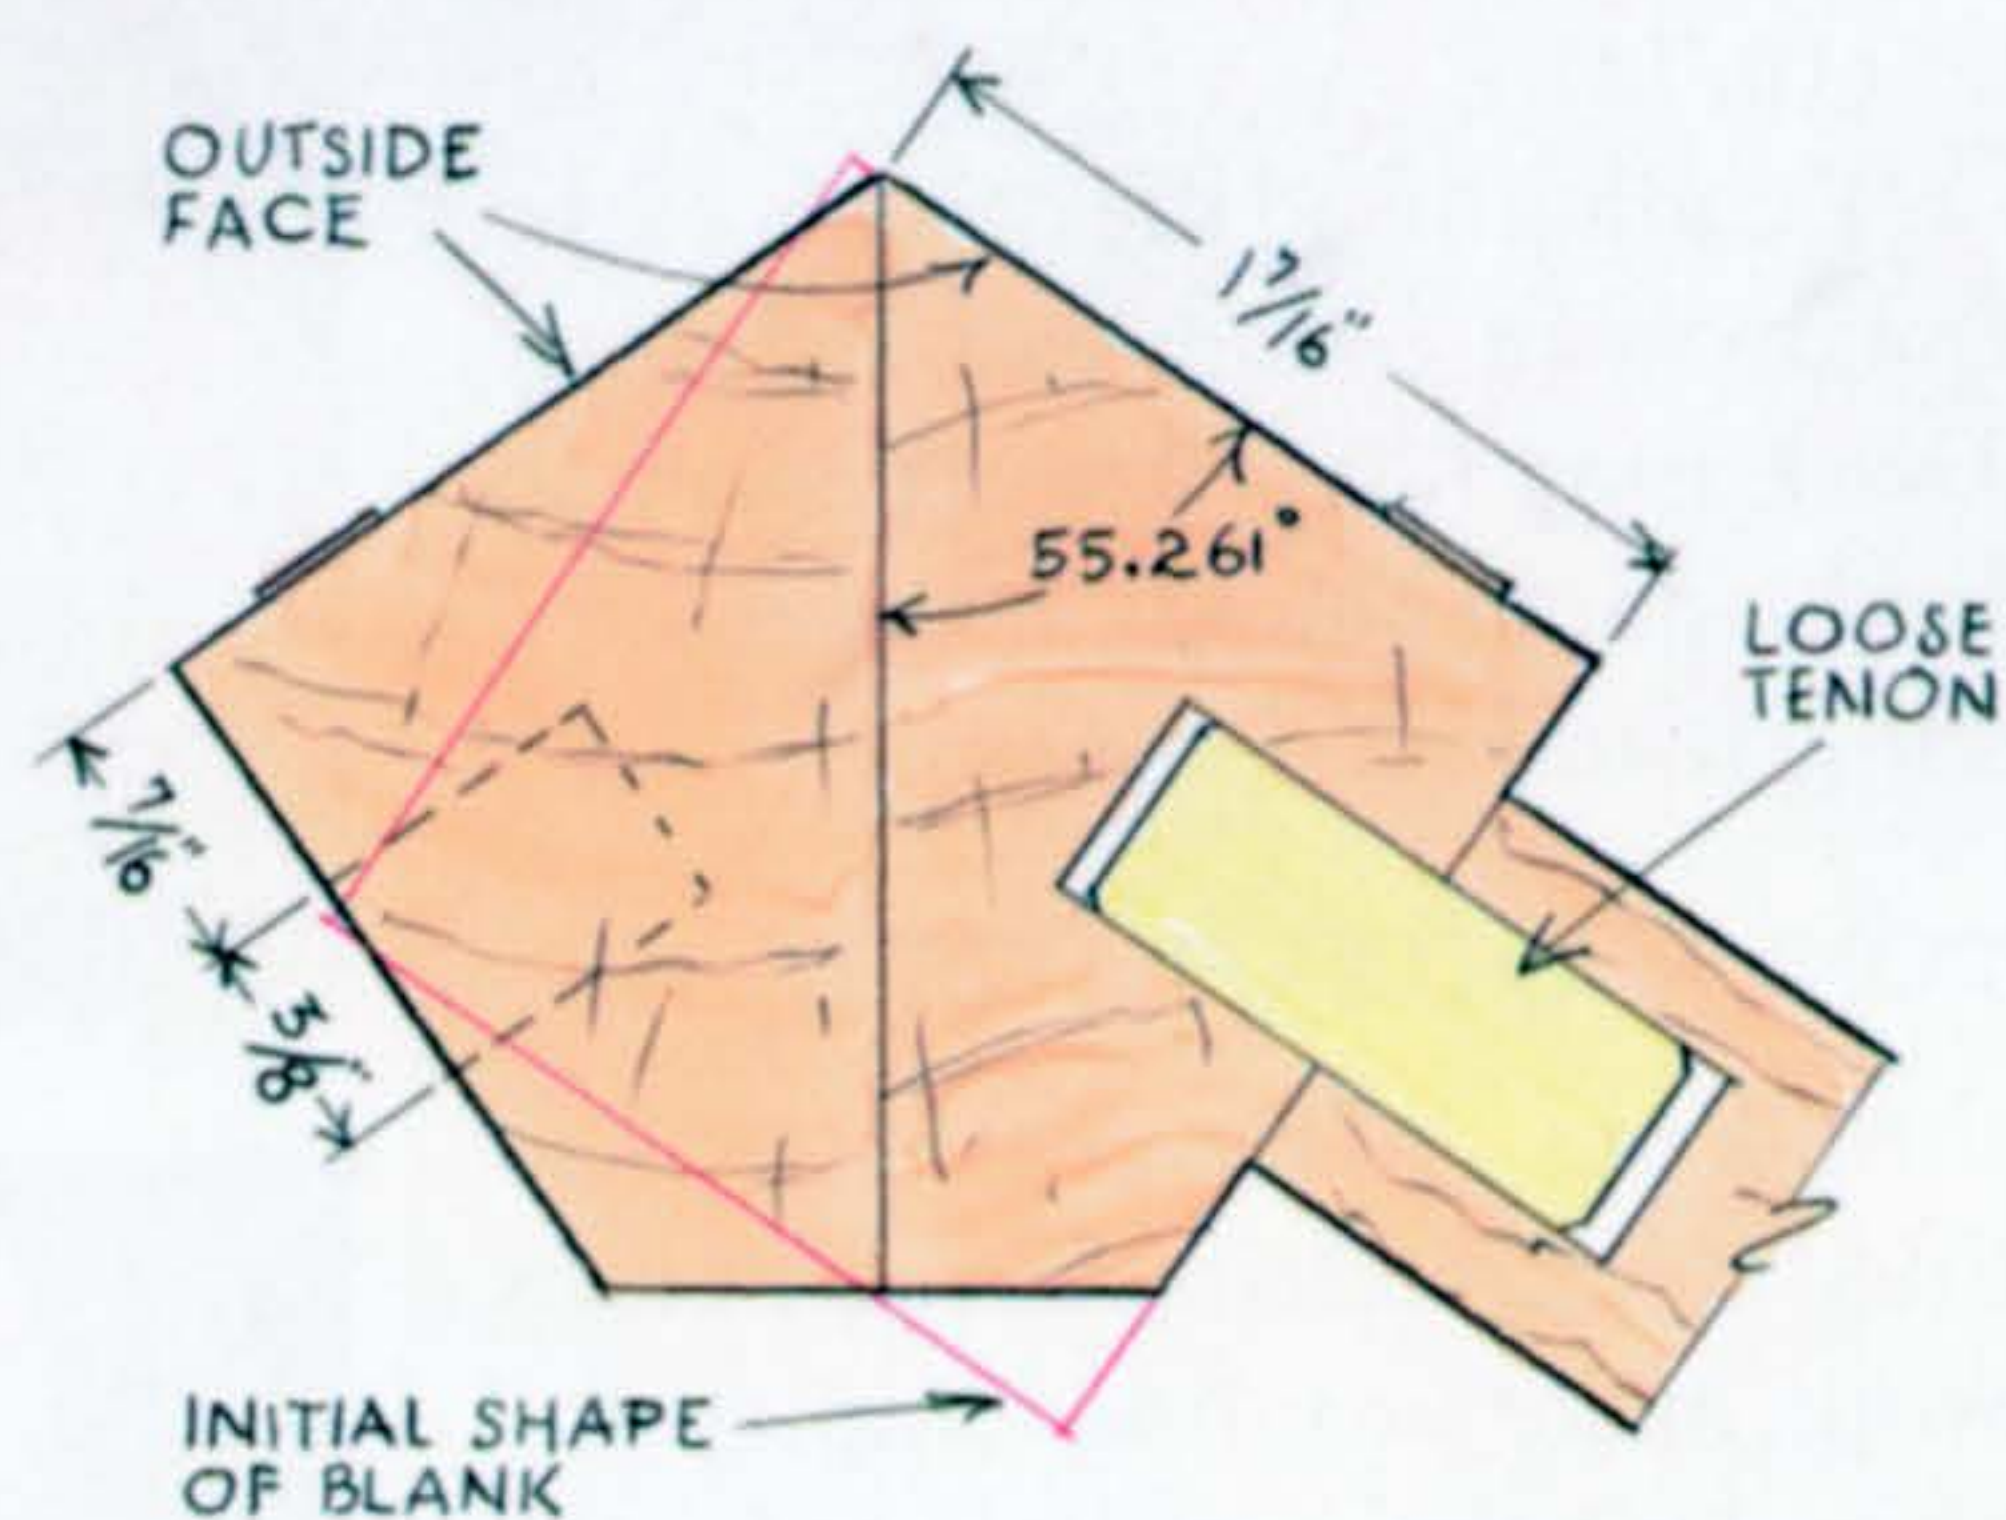 OUTSIDE
FACE
1 7/16"
55.261°
LOOSE
TENON
7/16"
3/8"
INITIAL SHAPE
OF BLANK